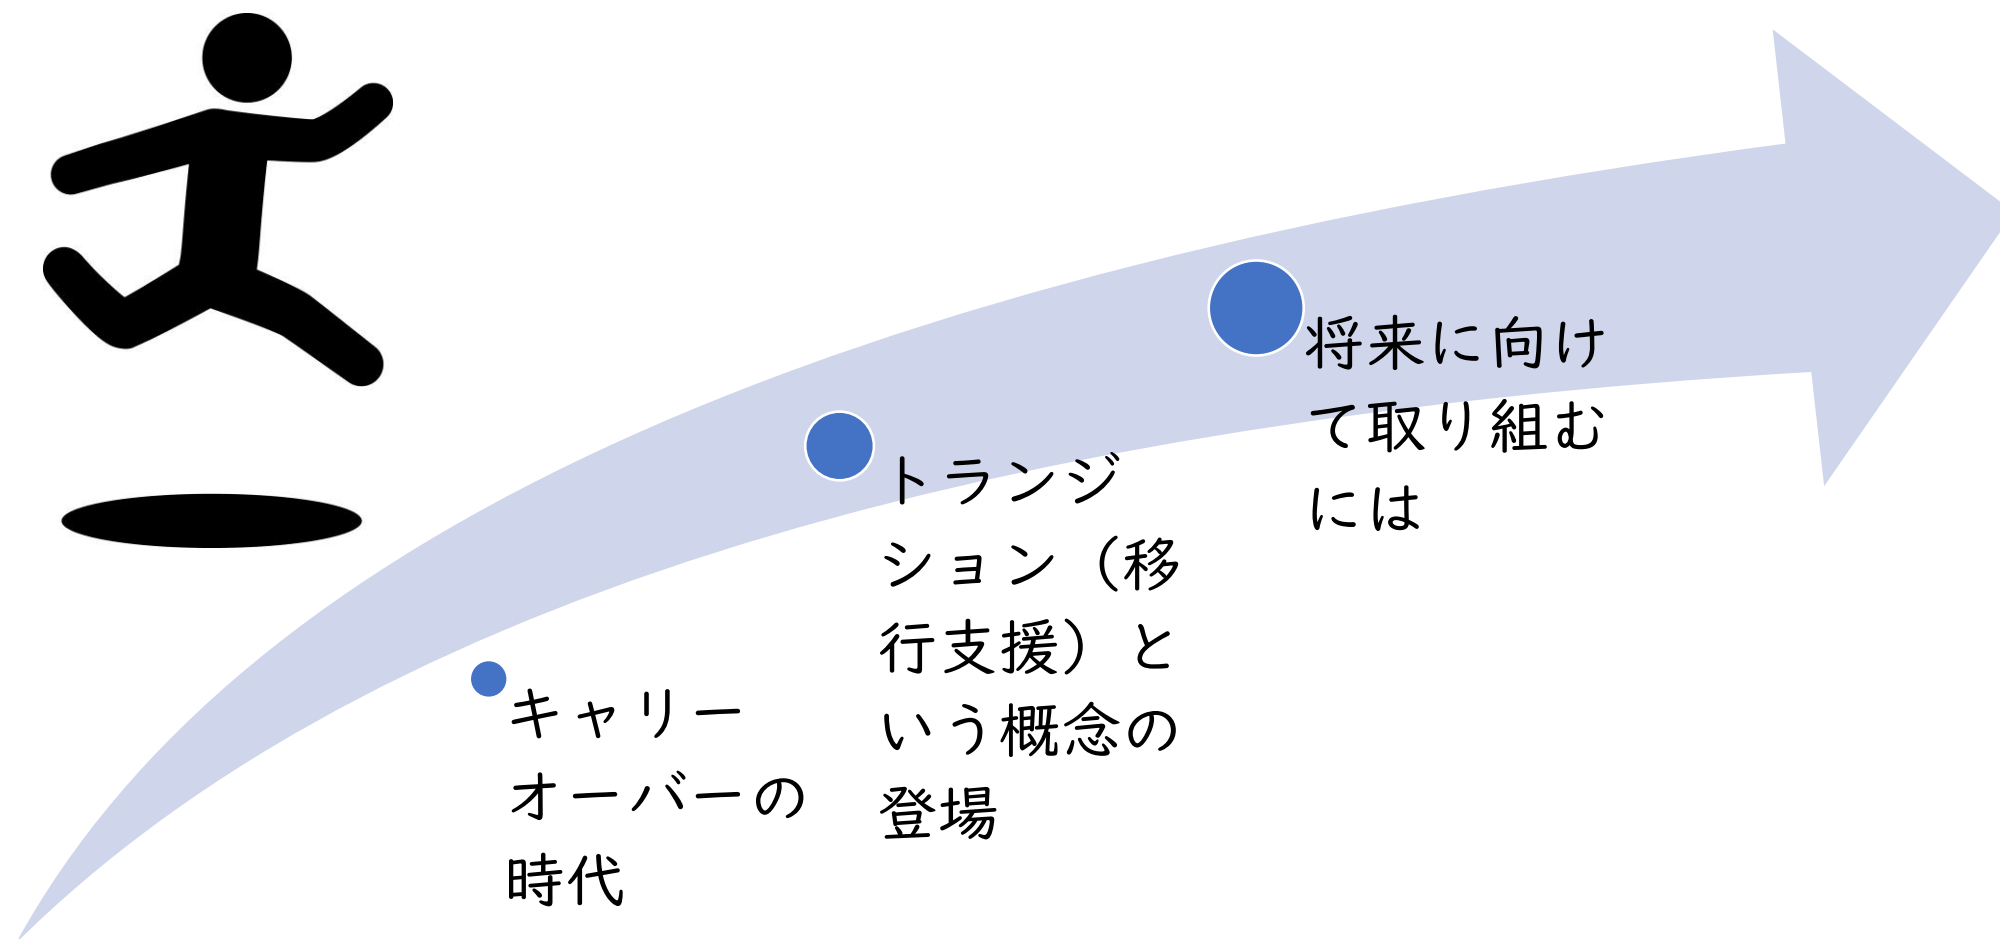 キャリー
オーバーの
時代
トランジ
ション（移
行支援）と
いう概念の
登場
将来に向け
て取り組む
には